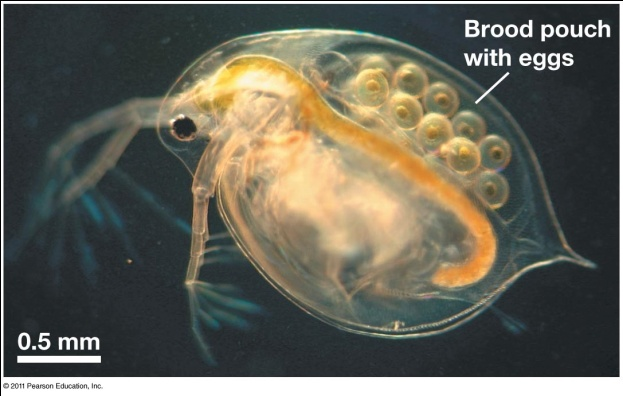 Brood pouch
with eggs
0.5 mm
© 2011 Pearson Education, Inc.